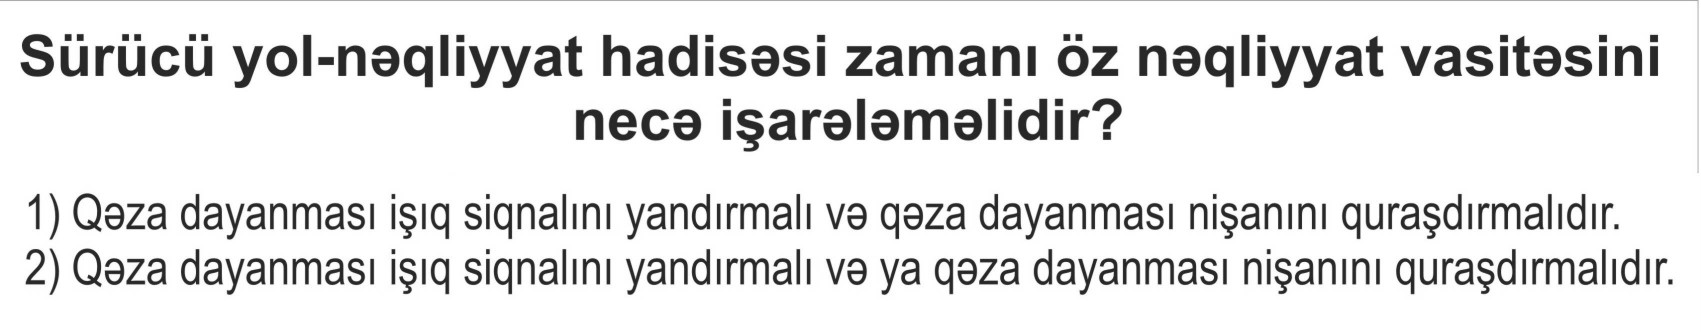 Sürücü yol-nəqliyyat hadisəsi zamanı öz nəqliyyat vasitəsini
necə işarələməlidir?
1) Qəza dayanması işıq siqnalını yandırmalı və qəza dayanması nişanını quraşdırmalıdır.
2) Qəza dayanması işıq siqnalını yandırmalı və ya qəza dayanması nişanını quraşdırmalıdır.